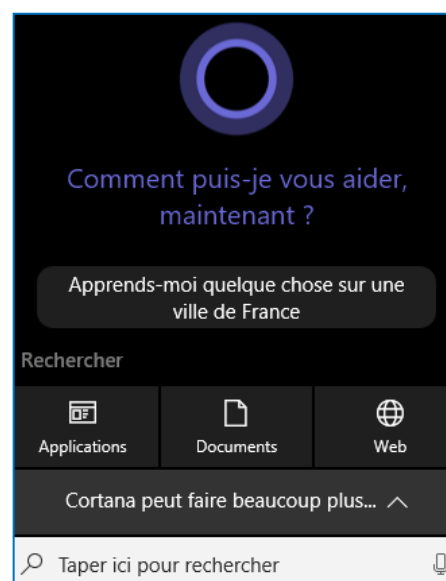 Comment puis-je vous aider,
maintenant ?
Apprends-moi quelque chose sur une
ville de France
Rechercher
Applications
Documents
Web
Cortana peut faire beaucoup plus...
Taper ici pour rechercher